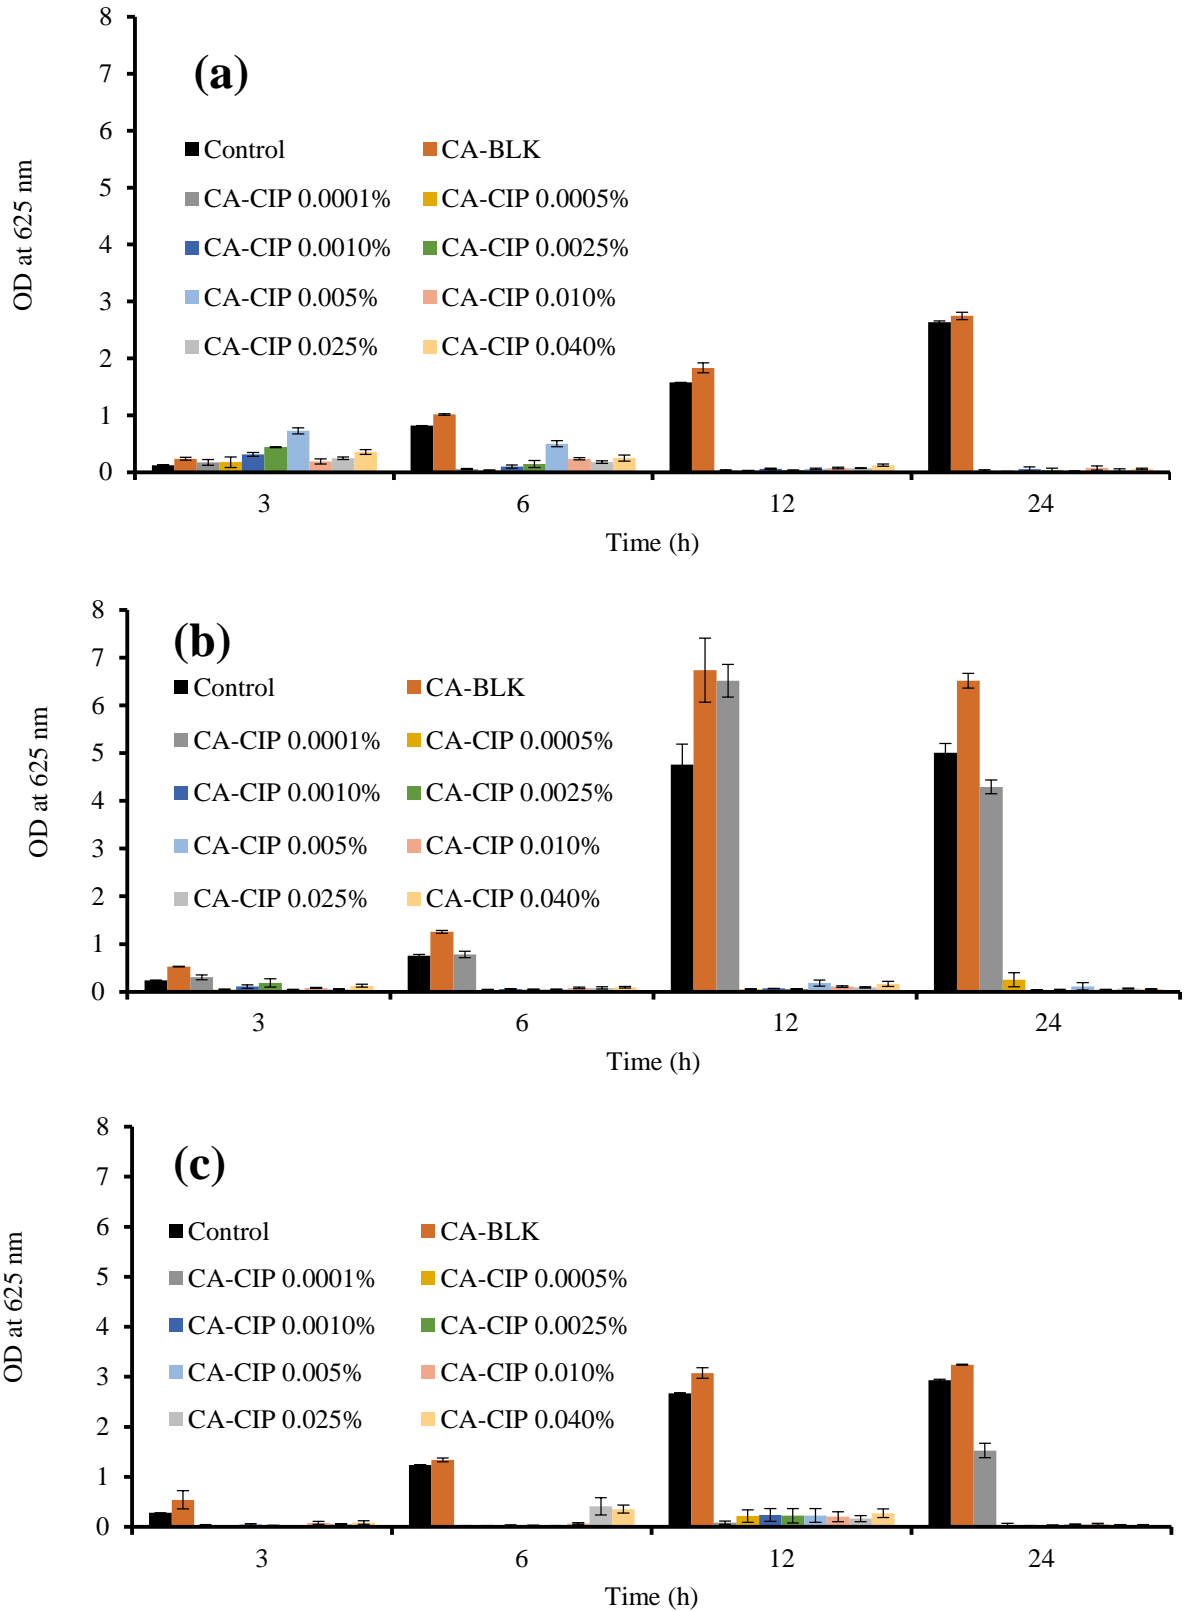 (a)
8
7
6
5
4
3
2
1
0
OD at 625 nm
Control CA-BLK
CA-CIP 0.0001% CA-CIP 0.0005%
CA-CIP 0.0010% CA-CIP 0.0025%
CA-CIP 0.005% CA-CIP 0.010%
CA-CIP 0.025% CA-CIP 0.040%
3 6 12 24
Time (h)
(b)
8
7
6
5
4
3
2
1
0
OD at 625 nm
Control CA-BLK
CA-CIP 0.0001% CA-CIP 0.0005%
CA-CIP 0.0010% CA-CIP 0.0025%
CA-CIP 0.005% CA-CIP 0.010%
CA-CIP 0.025% CA-CIP 0.040%
3 6 12 24
Time (h)
(c)
8
7
6
5
4
3
2
1
0
OD at 625 nm
Control CA-BLK
CA-CIP 0.0001% CA-CIP 0.0005%
CA-CIP 0.0010% CA-CIP 0.0025%
CA-CIP 0.005% CA-CIP 0.010%
CA-CIP 0.025% CA-CIP 0.040%
3 6 12 24
Time (h)